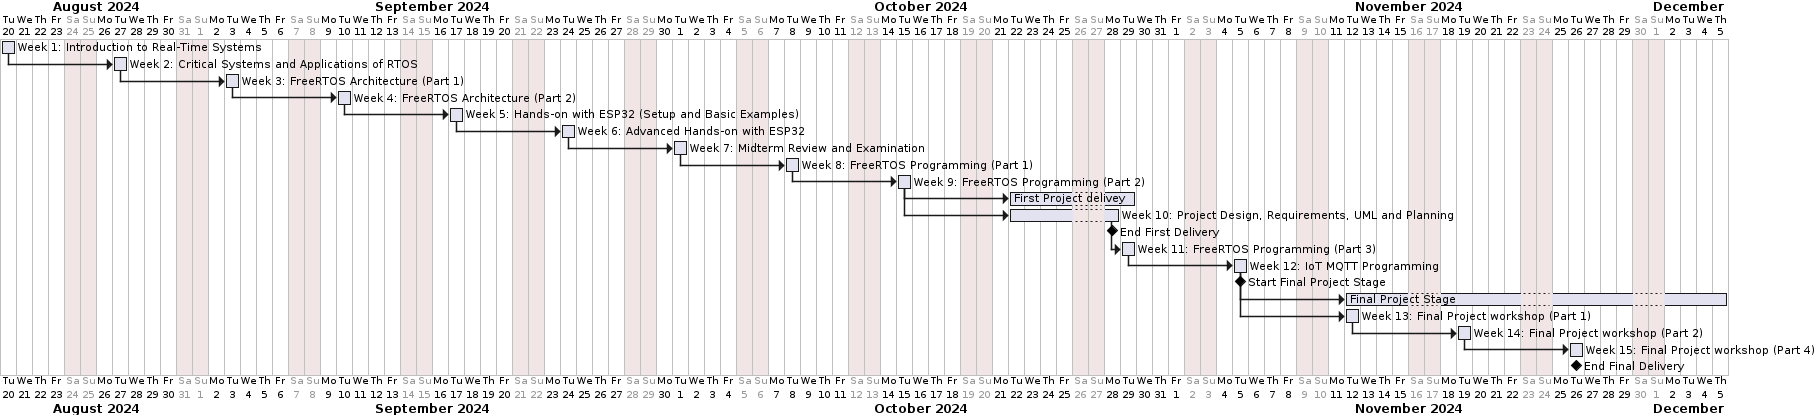 August 2024 September 2024 October 2024 November 2024 December
Tu We Th Fr Sa Su Mo Tu We Th Fr Sa Su Mo Tu We Th Fr Sa Su Mo Tu We Th Fr Sa Su Mo Tu We Th Fr Sa Su Mo Tu We Th Fr Sa Su Mo Tu We Th Fr Sa Su Mo Tu We Th Fr Sa Su Mo Tu We Th Fr Sa Su Mo Tu We Th Fr Sa Su Mo Tu We Th Fr Sa Su Mo Tu We Th Fr Sa Su Mo Tu We Th Fr Sa Su Mo Tu We Th Fr Sa Su Mo Tu We Th Fr Sa Su Mo Tu We Th
20 21 22 23 24 25 26 27 28 29 30 31 1 2 3 4 5 6 7 8 9 10 11 12 13 14 15 16 17 18 19 20 21 22 23 24 25 26 27 28 29 30 1 2 3 4 5 6 7 8 9 10 11 12 13 14 15 16 17 18 19 20 21 22 23 24 25 26 27 28 29 30 31 1 2 3 4 5 6 7 8 9 10 11 12 13 14 15 16 17 18 19 20 21 22 23 24 25 26 27 28 29 30 1 2 3 4 5
Week 1: Introduction to Real-Time Systems
Week 2: Critical Systems and Applications of RTOS
Week 3: FreeRTOS Architecture (Part 1)
Week 4: FreeRTOS Architecture (Part 2)
Week 5: Hands-on with ESP32 (Setup and Basic Examples)
Week 6: Advanced Hands-on with ESP32
Week 7: Midterm Review and Examination
Week 8: FreeRTOS Programming (Part 1)
Week 9: FreeRTOS Programming (Part 2)
First Project delivey
Week 10: Project Design, Requirements, UML and Planning
End First Delivery
Week 11: FreeRTOS Programming (Part 3)
Week 12: IoT MQTT Programming
Start Final Project Stage
Final Project Stage
Week 13: Final Project workshop (Part 1)
Week 14: Final Project workshop (Part 2)
Week 15: Final Project workshop (Part 4)
End Final Delivery
Tu We Th Fr Sa Su Mo Tu We Th Fr Sa Su Mo Tu We Th Fr Sa Su Mo Tu We Th Fr Sa Su Mo Tu We Th Fr Sa Su Mo Tu We Th Fr Sa Su Mo Tu We Th Fr Sa Su Mo Tu We Th Fr Sa Su Mo Tu We Th Fr Sa Su Mo Tu We Th Fr Sa Su Mo Tu We Th Fr Sa Su Mo Tu We Th Fr Sa Su Mo Tu We Th Fr Sa Su Mo Tu We Th Fr Sa Su Mo Tu We Th Fr Sa Su Mo Tu We Th
20 21 22 23 24 25 26 27 28 29 30 31 1 2 3 4 5 6 7 8 9 10 11 12 13 14 15 16 17 18 19 20 21 22 23 24 25 26 27 28 29 30 1 2 3 4 5 6 7 8 9 10 11 12 13 14 15 16 17 18 19 20 21 22 23 24 25 26 27 28 29 30 31 1 2 3 4 5 6 7 8 9 10 11 12 13 14 15 16 17 18 19 20 21 22 23 24 25 26 27 28 29 30 1 2 3 4 5
August 2024 September 2024 October 2024 November 2024 December